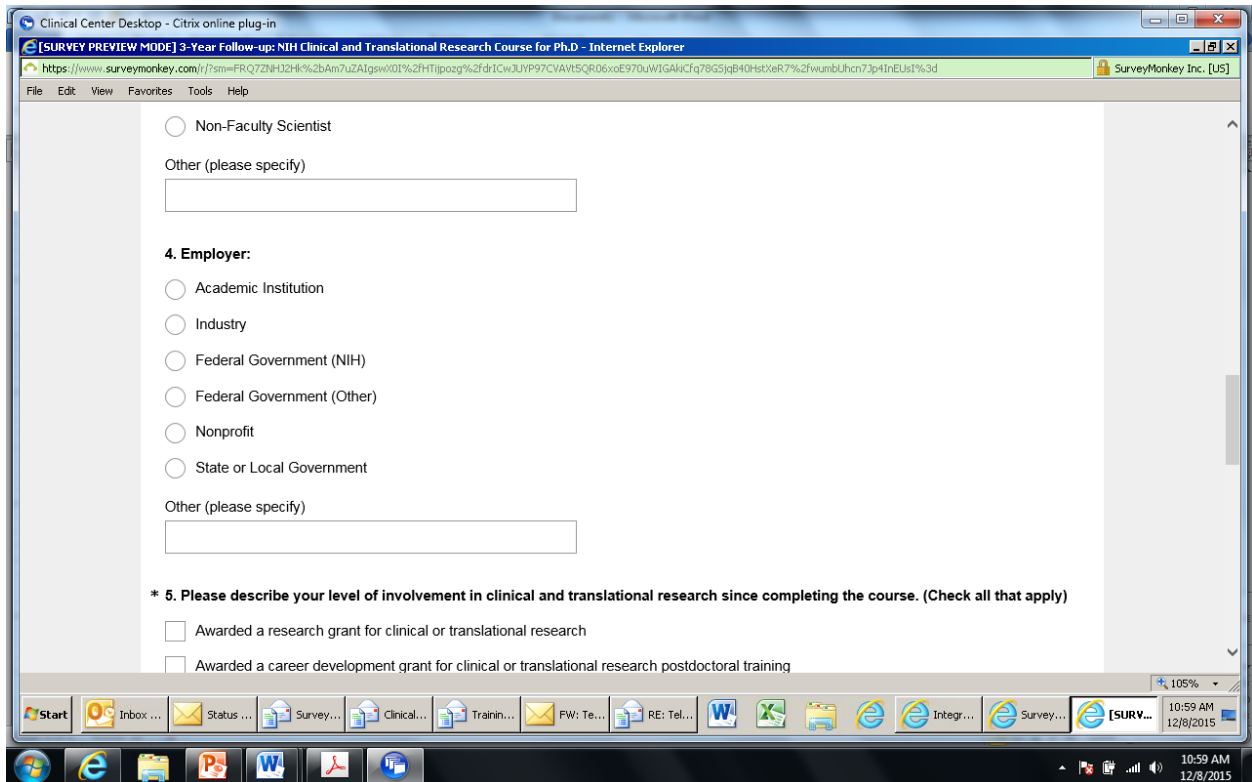 Clinical Center Desktop - Citrix online plug-in
[SURVEY PREVIEW MODE] 3-Year Follow-up: NIH Clinical and Translational Research Course for Ph.D - Internet Explorer
SurveyMonkey Inc. [US]
File Edit View Favorites Tools Help
Non-Faculty Scientist
Other (please specify)
4. Employer:
Academic Institution
Industry
Federal Government (NIH)
Federal Government (Other)
Nonprofit
State or Local Government
Other (please specify)
* 5. Please describe your level of involvement in clinical and translational research since completing the course. (Check all that apply)
Awarded a research grant for clinical or translational research
Awarded a career development grant for clinical or translational research postdoctoral training
105%
Start Inbox ... Status ... Survey... Clinical... Trainin... FW: Te... RE: Tel... Integr... Survey... [SURV... 10:59 AM
12/8/2015
10:59 AM
12/8/2015